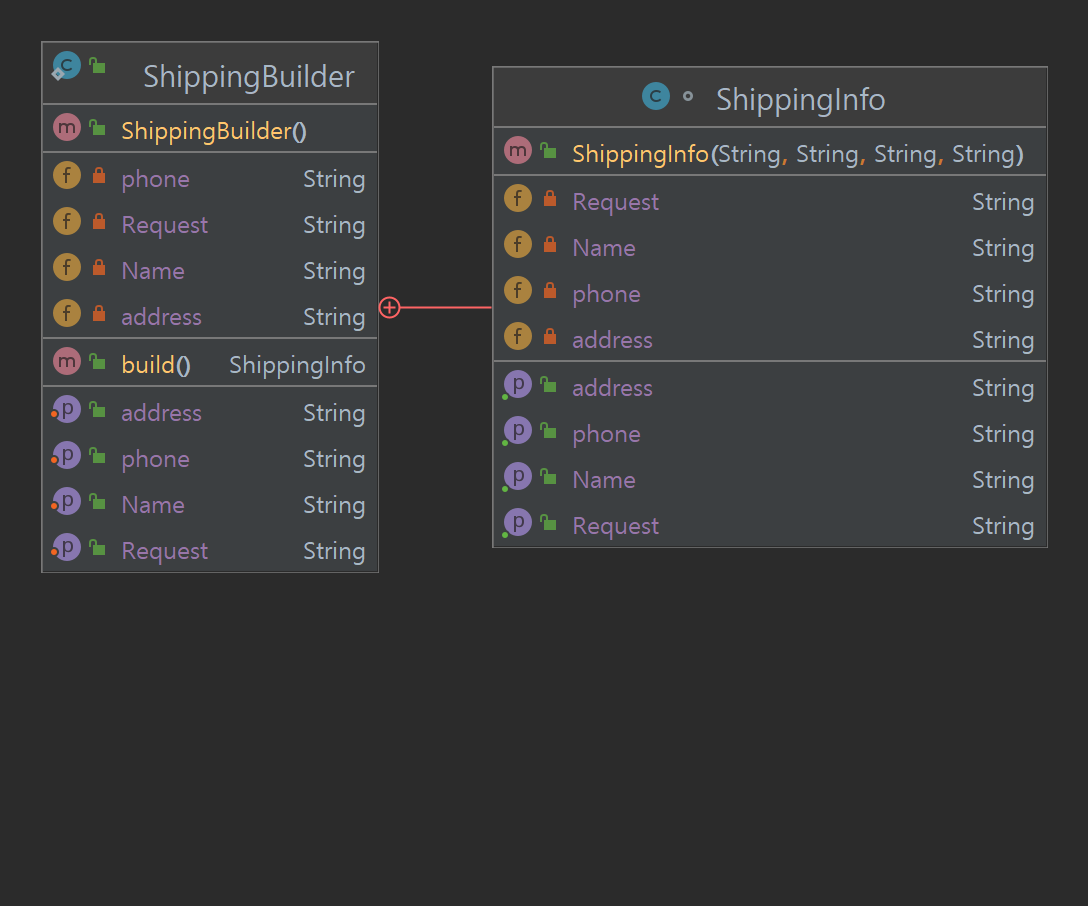 ShippingBuilder
m ShippingBuilder()
f phone String
f Request String
f Name String
f address String
m build() ShippingInfo
p address String
p phone String
p Name String
p Request String
C ShippingInfo
m ShippingInfo(String, String, String, String)
f Request String
f Name String
f phone String
f address String
p address String
p phone String
p Name String
p Request String